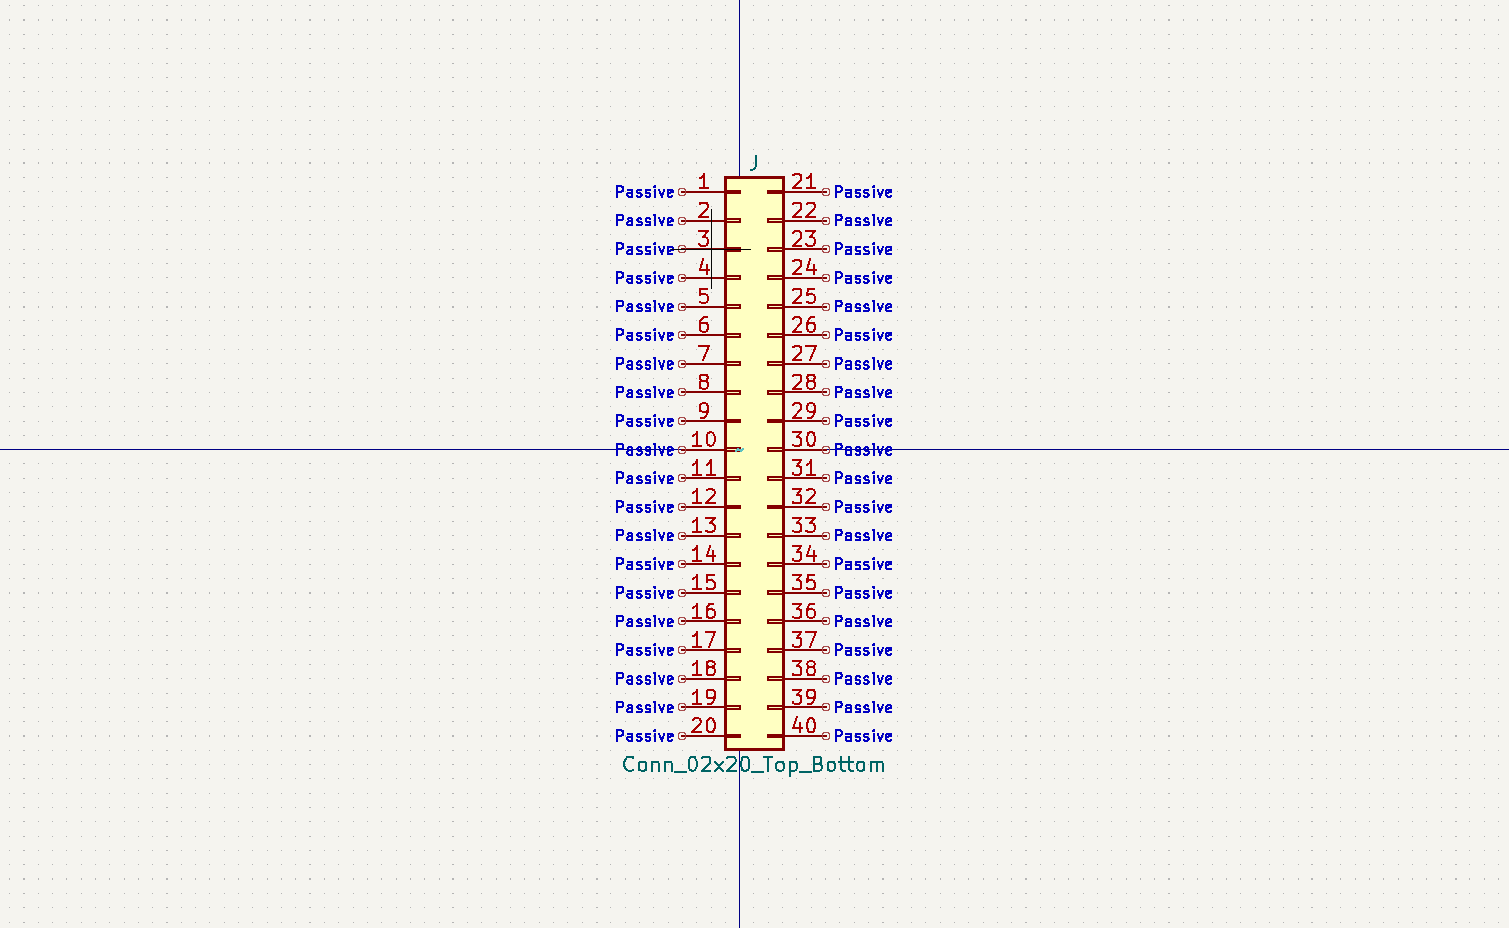 J
Passive 1 21 Passive
Passive 2 22 Passive
Passive 3 23 Passive
Passive 4 24 Passive
Passive 5 25 Passive
Passive 6 26 Passive
Passive 7 27 Passive
Passive 8 28 Passive
Passive 9 29 Passive
Passive 10 30 Passive
Passive 11 31 Passive
Passive 12 32 Passive
Passive 13 33 Passive
Passive 14 34 Passive
Passive 15 35 Passive
Passive 16 36 Passive
Passive 17 37 Passive
Passive 18 38 Passive
Passive 19 39 Passive
Passive 20 40 Passive
Conn_02x20_Top_Bottom